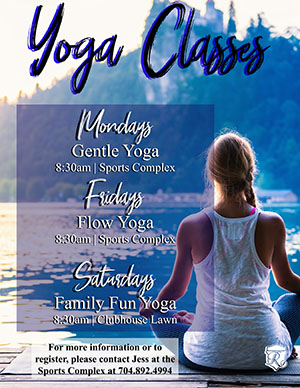 Yoga Classes
Mondays
Gentle Yoga
8:30am | Sports Complex
Fridays
Flow Yoga
8:30am | Sports Complex
Saturdays
Family Fun Yoga
8:30am | Clubhouse Lawn
For more information or to
register, please contact Jess at the
Sports Complex at 704.892.4994